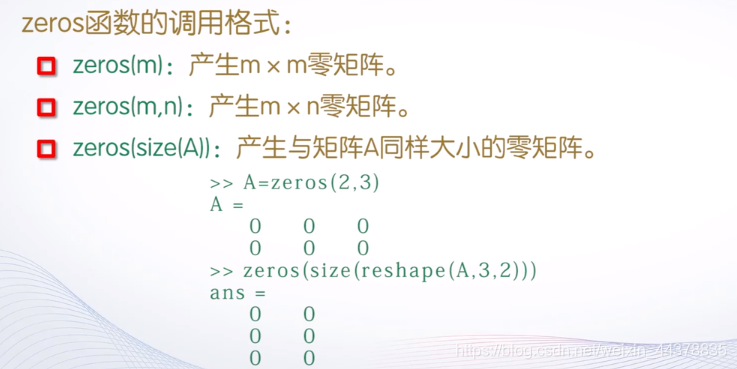 zeros函数的调用格式：
zeros(m)：产生m×m零矩阵。
zeros(m,n)：产生m×n零矩阵。
zeros(size(A))：产生与矩阵A同样大小的零矩阵。
>> A=zeros(2,3)
A =
0 0 0
0 0 0
>> zeros(size(reshape(A,3,2)))
ans =
0 0
0 0
0 0
https://blog.csdn.net/weixin_44378835